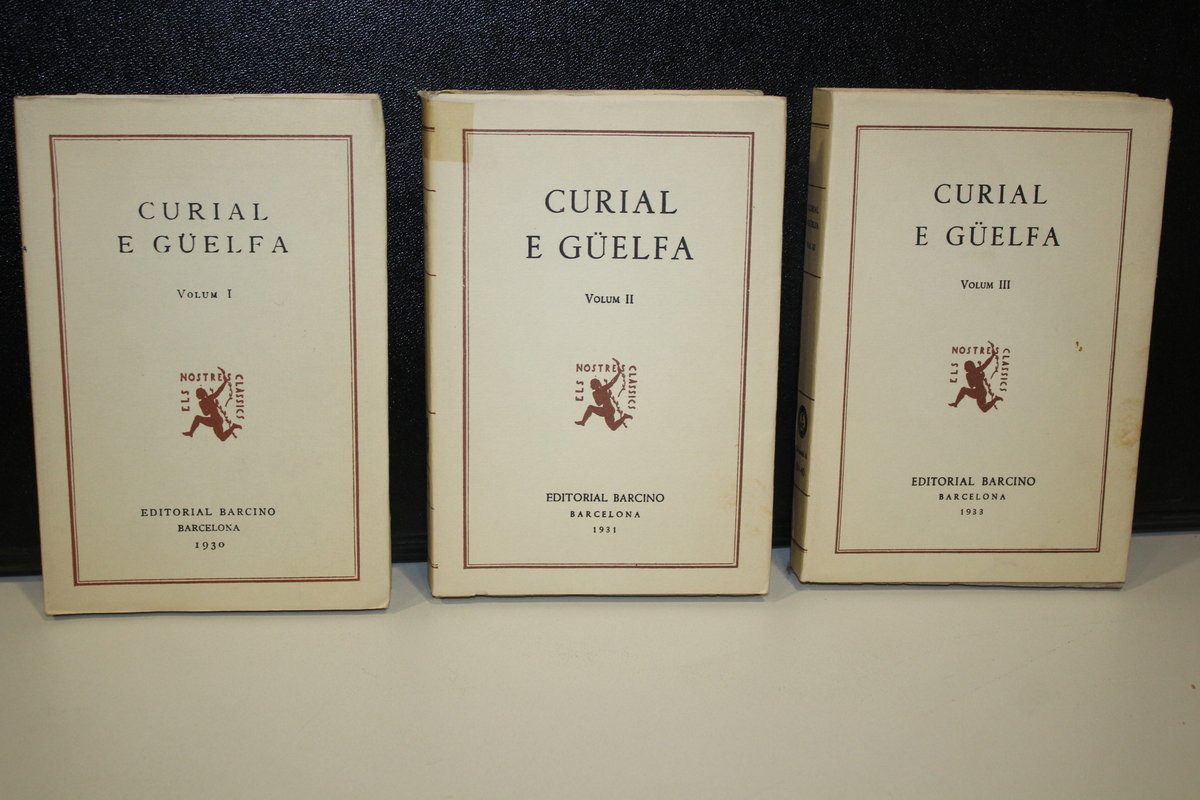 CURIAL
E GÜELFA
Volum I
ELS NOSTRES CLÀSSICS
EDITORIAL BARCINO
BARCELONA
1930
CURIAL
E GÜELFA
Volum II
ELS NOSTRES CLÀSSICS
EDITORIAL BARCINO
BARCELONA
1931
CURIAL
E GÜELFA
Volum III
ELS NOSTRES CLÀSSICS
EDITORIAL BARCINO
BARCELONA
1933